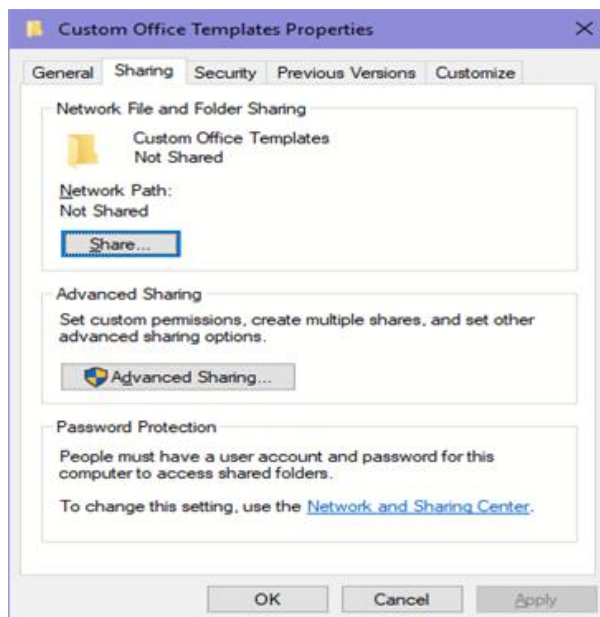 Custom Office Templates Properties
General Sharing Security Previous Versions Customize
Network File and Folder Sharing
Custom Office Templates
Not Shared
Network Path:
Not Shared
Share...
Advanced Sharing
Set custom permissions, create multiple shares, and set other
advanced sharing options.
Advanced Sharing...
Password Protection
People must have a user account and password for this
computer to access shared folders.
To change this setting, use the Network and Sharing Center.
OK Cancel Apply